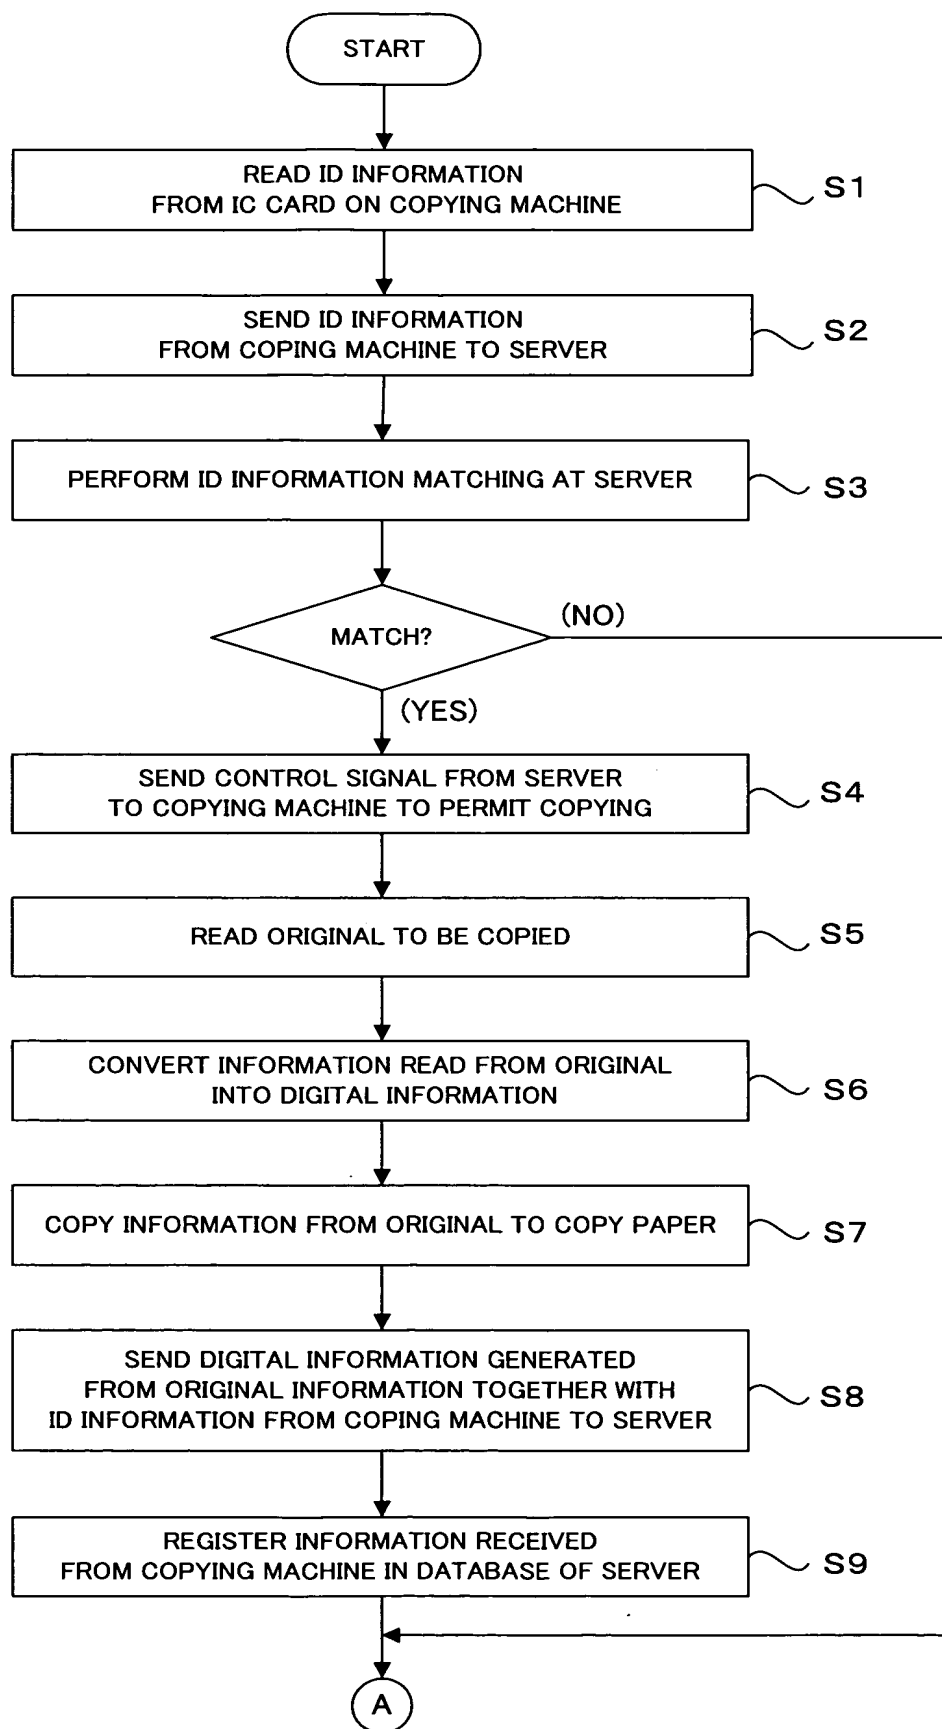 START
READ ID INFORMATION
FROM IC CARD ON COPYING MACHINE
S1
SEND ID INFORMATION
FROM COPING MACHINE TO SERVER
S2
PERFORM ID INFORMATION MATCHING AT SERVER
S3
MATCH?
(NO)
(YES)
SEND CONTROL SIGNAL FROM SERVER
TO COPYING MACHINE TO PERMIT COPYING
S4
READ ORIGINAL TO BE COPIED
S5
CONVERT INFORMATION READ FROM ORIGINAL
INTO DIGITAL INFORMATION
S6
COPY INFORMATION FROM ORIGINAL TO COPY PAPER
S7
SEND DIGITAL INFORMATION GENERATED
FROM ORIGINAL INFORMATION TOGETHER WITH
ID INFORMATION FROM COPING MACHINE TO SERVER
S8
REGISTER INFORMATION RECEIVED
FROM COPYING MACHINE IN DATABASE OF SERVER
S9
A